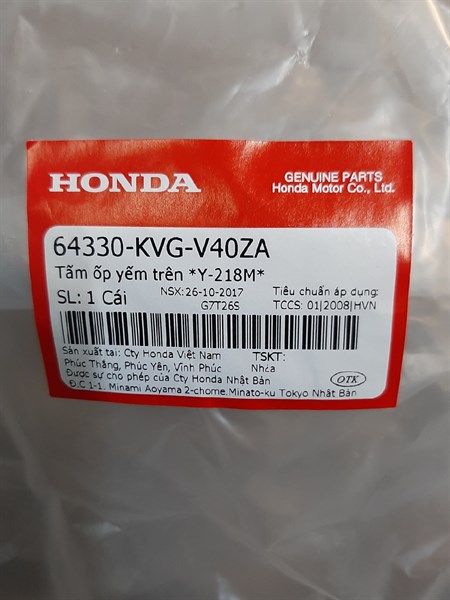 HONDA
GENUINE PARTS
Honda Motor Co., Ltd.
64330-KVG-V40ZA
Tấm ốp yếm trên *Y-218M*
SL: 1 Cái
NSX:26-10-2017
G7T26S
Tiêu chuẩn áp dụng:
TCCS: 01|2008|HVN
Sản xuất tại: Cty Honda Việt Nam
Phúc Thắng, Phúc Yên, Vĩnh Phúc
TSKT:
Nhựa
Được sự cho phép của Cty Honda Nhật Bản
Đ.C 1-1. Minami Aoyama 2-chome.Minato-ku Tokyo Nhật Bản
OTK